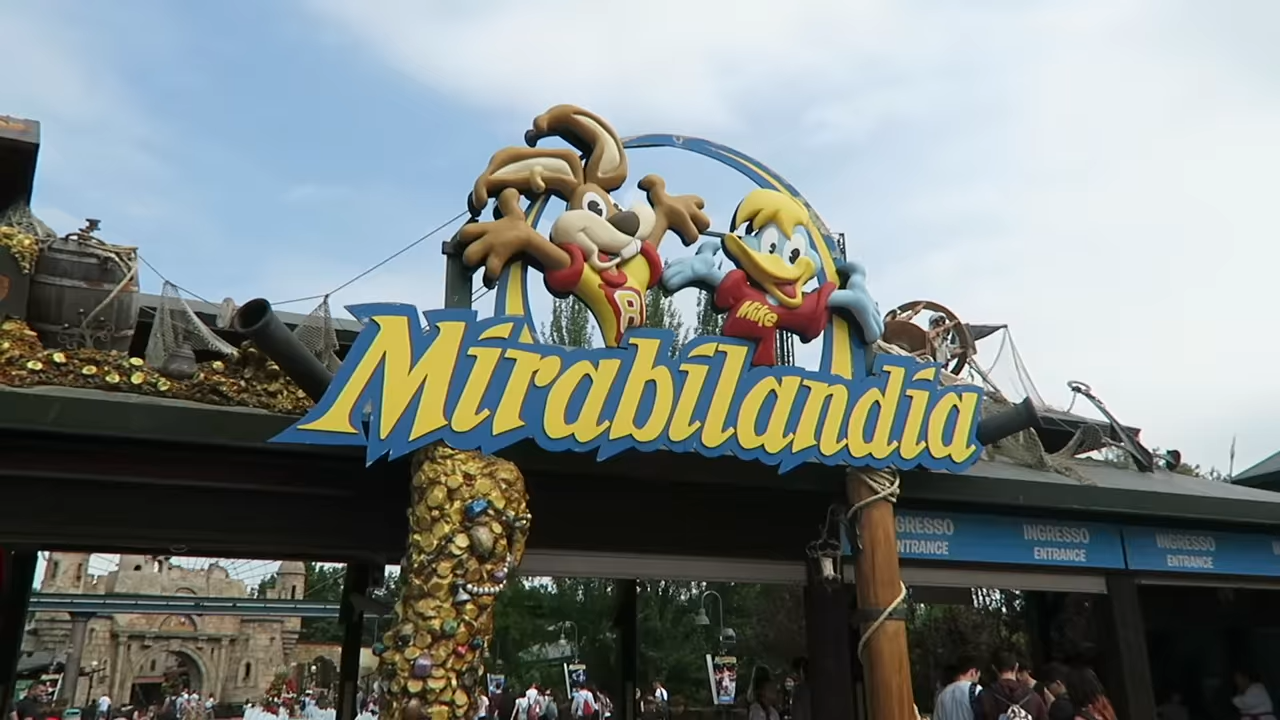 B
Mike
Mirabilandia
GRESSO
ENTRANCE
INGRESSO
ENTRANCE
INGRESSO
ENTRANCE